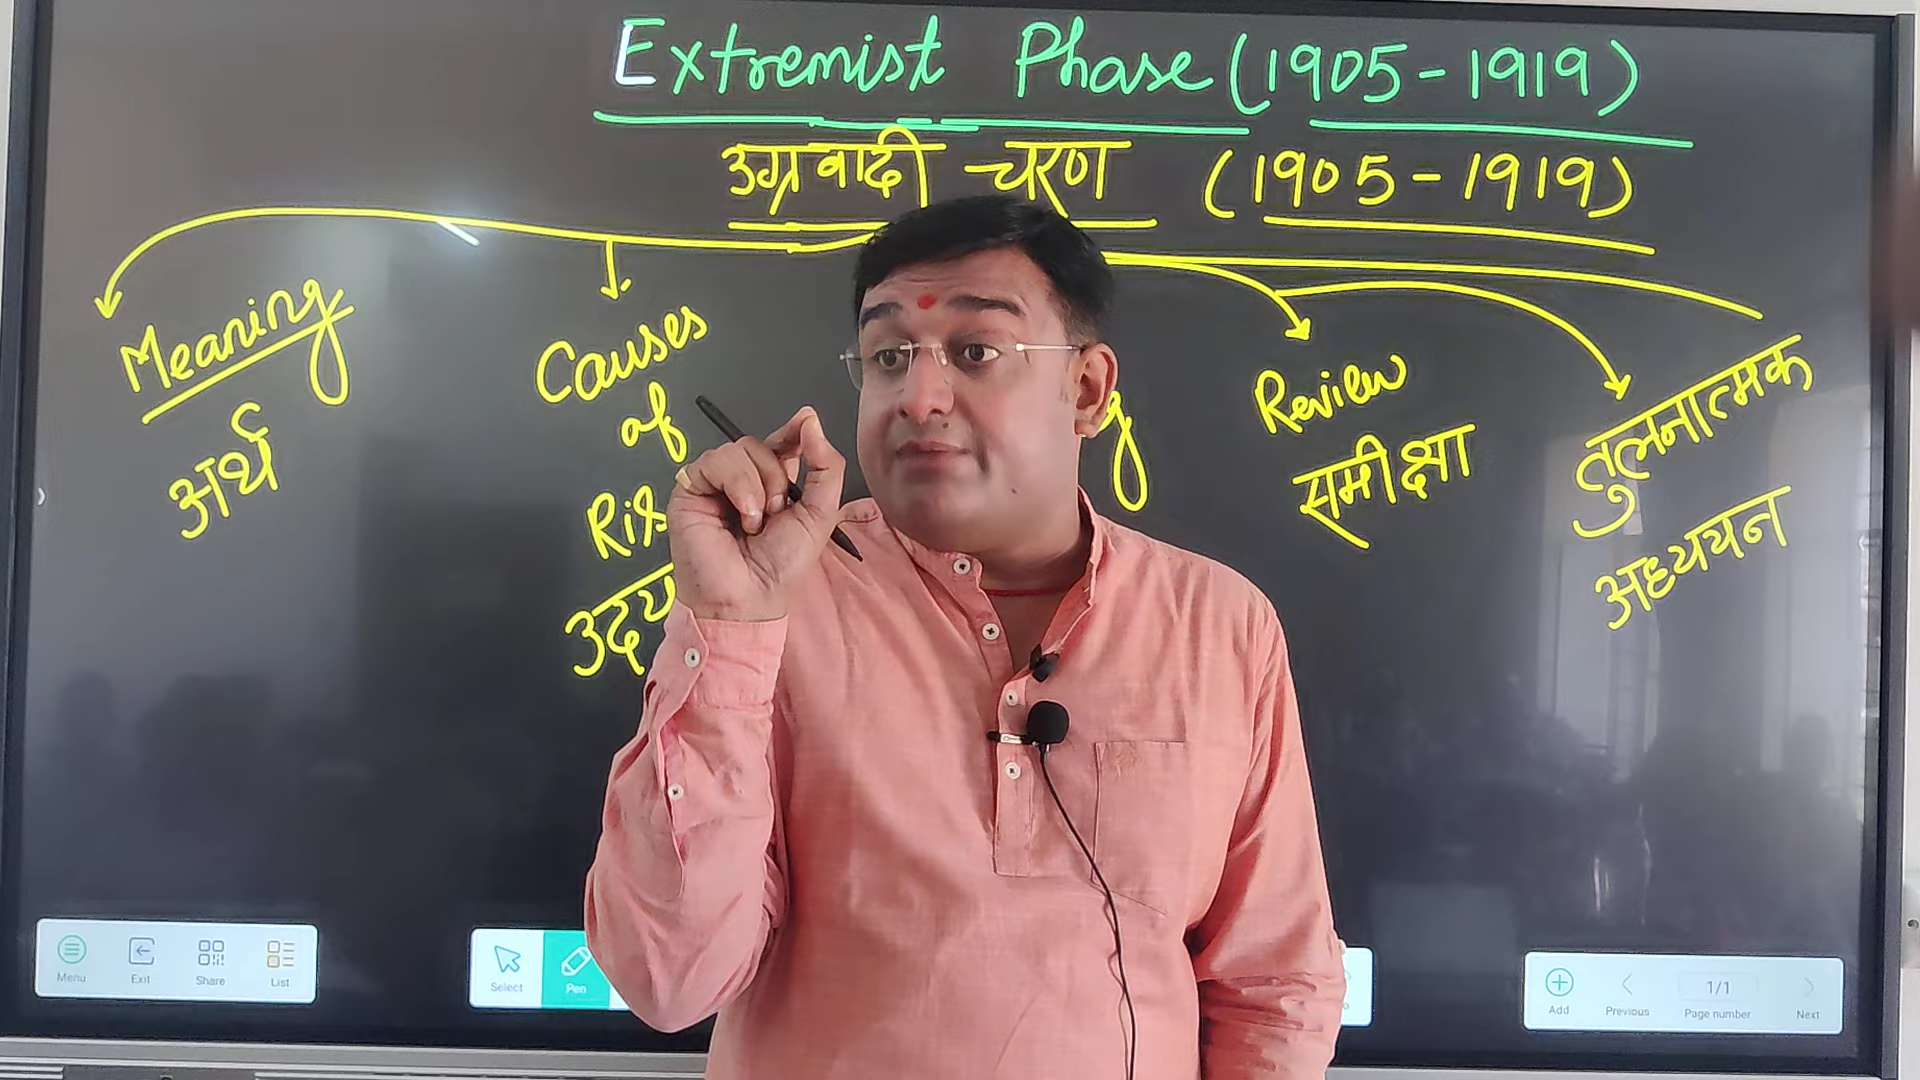 Extremist Phase (1905-1919)
उग्रवादी चरण (1905-1919)
Meaning
अर्थ
Causes
of
उदय
Review
समीक्षा
तुलनात्मक
अध्ययन
Menu
Exit
Share
List
Select
Pen
Add
Previous
1/1
Page number
Next